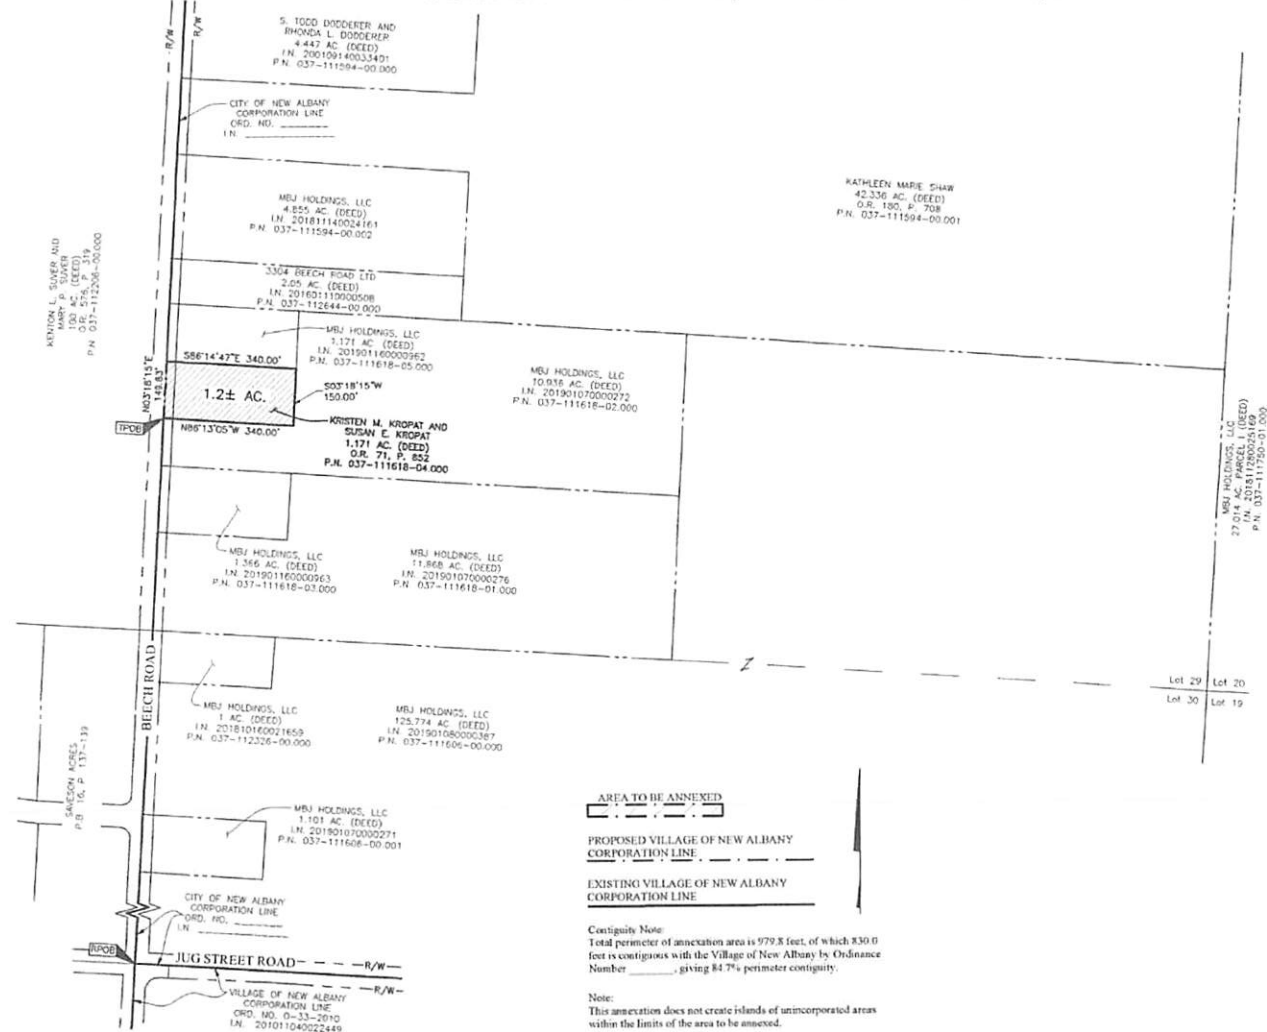 R/W
R/W
S. TODD DODDERER AND
RHONDA L. DODDERER
4.447 AC. (DEED)
I.N. 200109140033401
P.N. 037-111594-00.000
CITY OF NEW ALBANY
CORPORATION LINE
ORD. NO. ________
I.N. ________
MBJ HOLDINGS, LLC
4.855 AC. (DEED)
I.N. 201811140024161
P.N. 037-111594-00.002
KATHLEEN MARIE SHAW
42.336 AC. (DEED)
O.R. 180, P. 708
P.N. 037-111594-00.001
KENTON L. SUVER AND
MARY P. SUVER
100 AC. (DEED)
O.R. 576, P. 319
P.N. 037-112206-00.000
3304 BEECH ROAD LTD
2.05 AC. (DEED)
I.N. 201601110000508
P.N. 037-112644-00.000
MBJ HOLDINGS, LLC
1.171 AC. (DEED)
I.N. 201901160000962
P.N. 037-111618-05.000
S86°14'47"E 340.00'
N03°18'15"E
149.83'
1.2± AC.
S03°18'15"W
150.00'
MBJ HOLDINGS, LLC
10.936 AC. (DEED)
I.N. 201901070000272
P.N. 037-111618-02.000
TPOB
N86°13'05"W 340.00'
KRISTEN M. KROPAT AND
SUSAN E. KROPAT
1.171 AC. (DEED)
O.R. 71, P. 852
P.N. 037-111618-04.000
MBJ HOLDINGS, LLC
27.014 AC. PARCEL I (DEED)
I.N. 201811280025169
P.N. 037-111750-01.000
MBJ HOLDINGS, LLC
1.366 AC. (DEED)
I.N. 201901160000963
P.N. 037-111618-03.000
MBJ HOLDINGS, LLC
11.868 AC. (DEED)
I.N. 201901070000276
P.N. 037-111618-01.000
BEECH ROAD
Z
Lot 29 Lot 20
Lot 30 Lot 19
MBJ HOLDINGS, LLC
1 AC. (DEED)
I.N. 201810160021659
P.N. 037-112326-00.000
MBJ HOLDINGS, LLC
125.774 AC. (DEED)
I.N. 201901080000387
P.N. 037-111606-00.000
SAVESON ACRES
P.B. 16, P. 137-139
MBJ HOLDINGS, LLC
1.101 AC. (DEED)
I.N. 201901070000271
P.N. 037-111606-00.001
CITY OF NEW ALBANY
CORPORATION LINE
ORD. NO. ________
I.N. ________
RPOB
JUG STREET ROAD
R/W
R/W
VILLAGE OF NEW ALBANY
CORPORATION LINE
ORD. NO. O-33-2010
I.N. 201011040022449
AREA TO BE ANNEXED
PROPOSED VILLAGE OF NEW ALBANY
CORPORATION LINE
EXISTING VILLAGE OF NEW ALBANY
CORPORATION LINE
Contiguity Note:
Total perimeter of annexation area is 979.8 feet, of which 830.0
feet is contiguous with the Village of New Albany by Ordinance
Number ________, giving 84.7% perimeter contiguity.
Note:
This annexation does not create islands of unincorporated areas
within the limits of the area to be annexed.